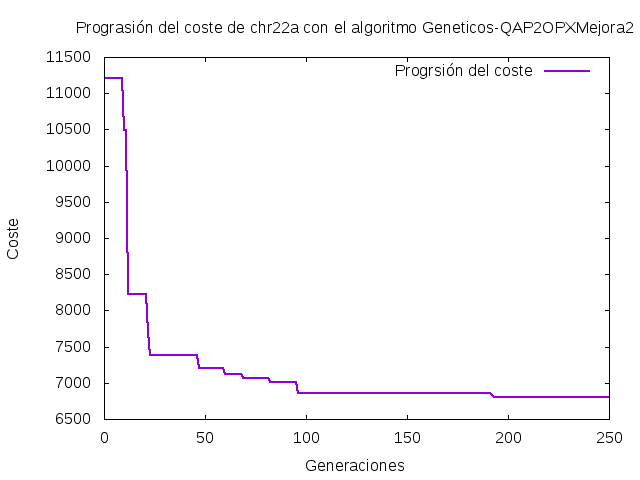 Prograsión del coste de chr22a con el algoritmo Geneticos-QAP2OPXMejora2
Progrsión del coste
11500
11000
10500
10000
9500
9000
8500
8000
7500
7000
6500
Coste
0 50 100 150 200 250
Generaciones